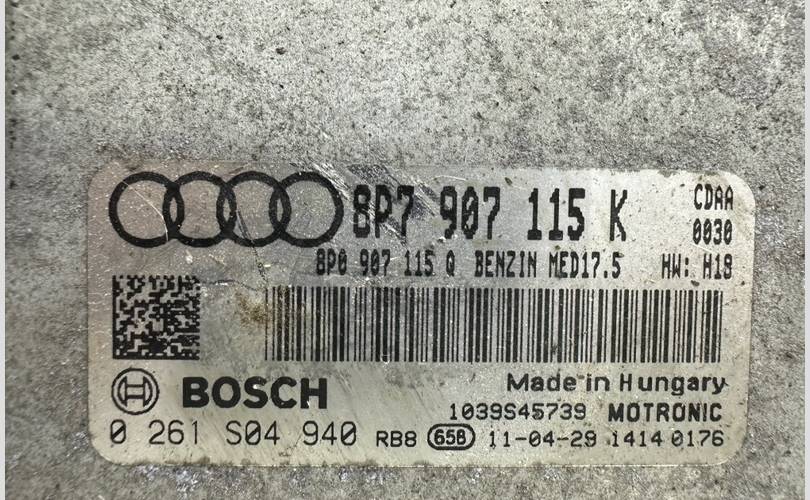 8P7 907 115 K CDAA
0030
8P0 907 115 Q BENZIN MED17.5 HW: H18
BOSCH Made in Hungary
1039S45739 MOTRONIC
0 261 S04 940 RB8 658 11-04-29 1414 0176